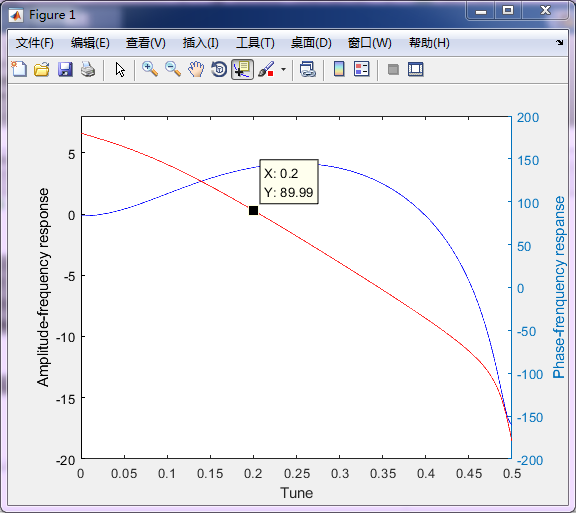 Figure 1
文件(F) 编辑(E) 查看(V) 插入(I) 工具(T) 桌面(D) 窗口(W) 帮助(H)
X: 0.2
Y: 89.99
Amplitude-frequency response
5
0
-5
-10
-15
-20
200
150
100
50
0
-50
-100
-150
-200
Phase-frenquency respanse
0 0.05 0.1 0.15 0.2 0.25 0.3 0.35 0.4 0.45 0.5
Tune